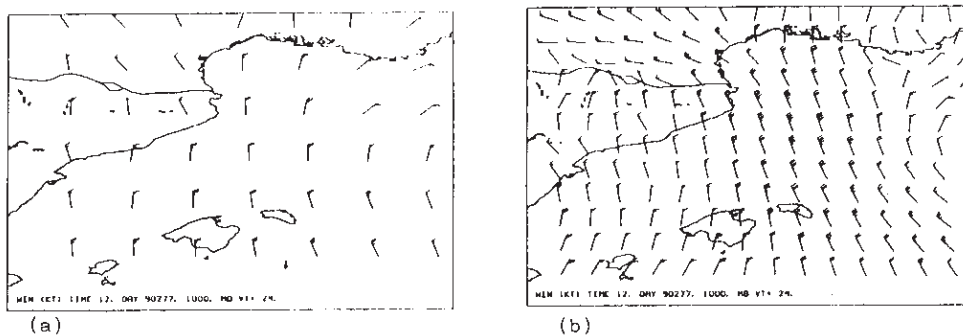 WIN (KT) TIME 12. DAY 90277. 1000. MB VT= 24.
(a)
WIN (KT) TIME 12. DAY 90277. 1000. MB VT= 24.
(b)